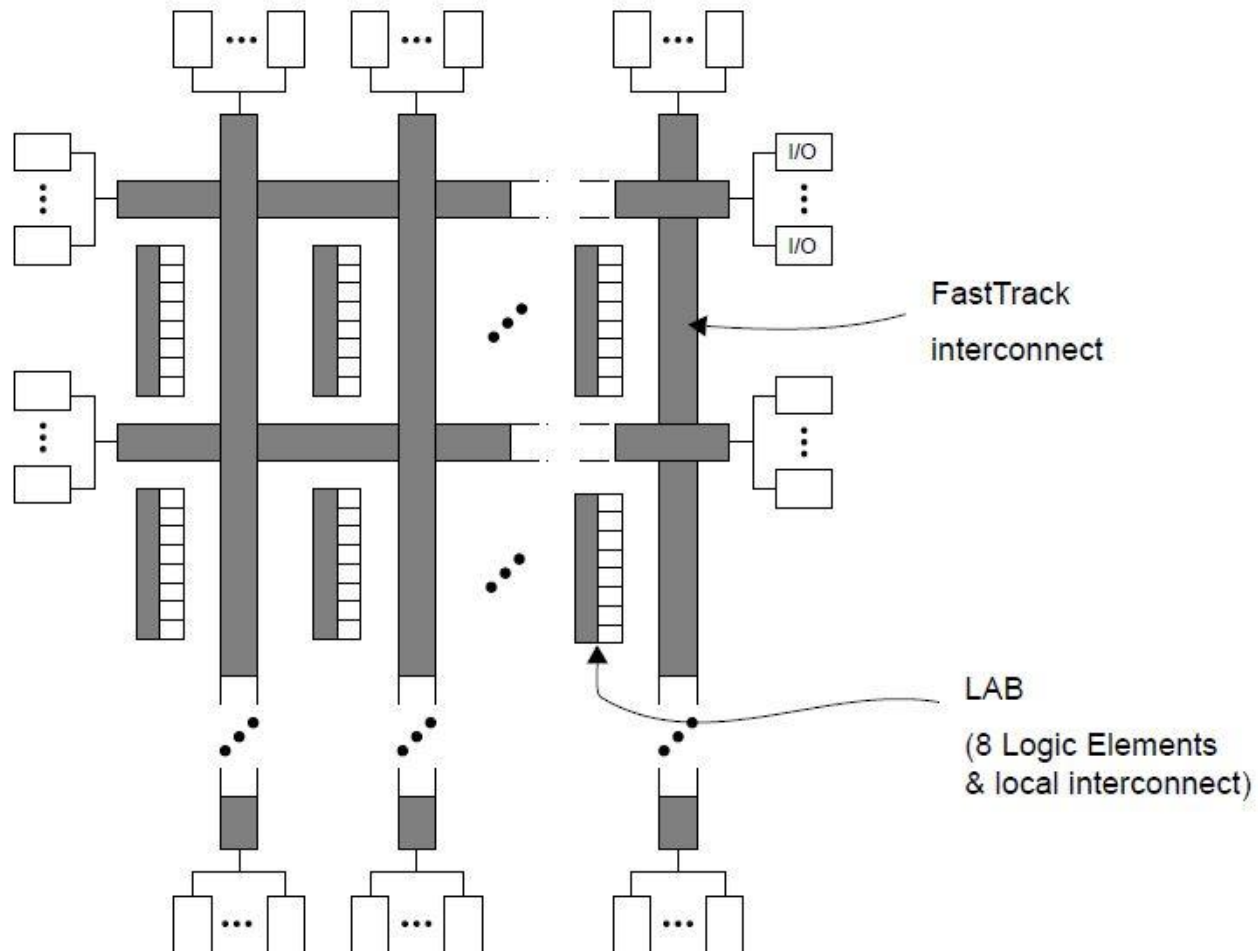 I/O
I/O
FastTrack
interconnect
LAB
(8 Logic Elements
& local interconnect)